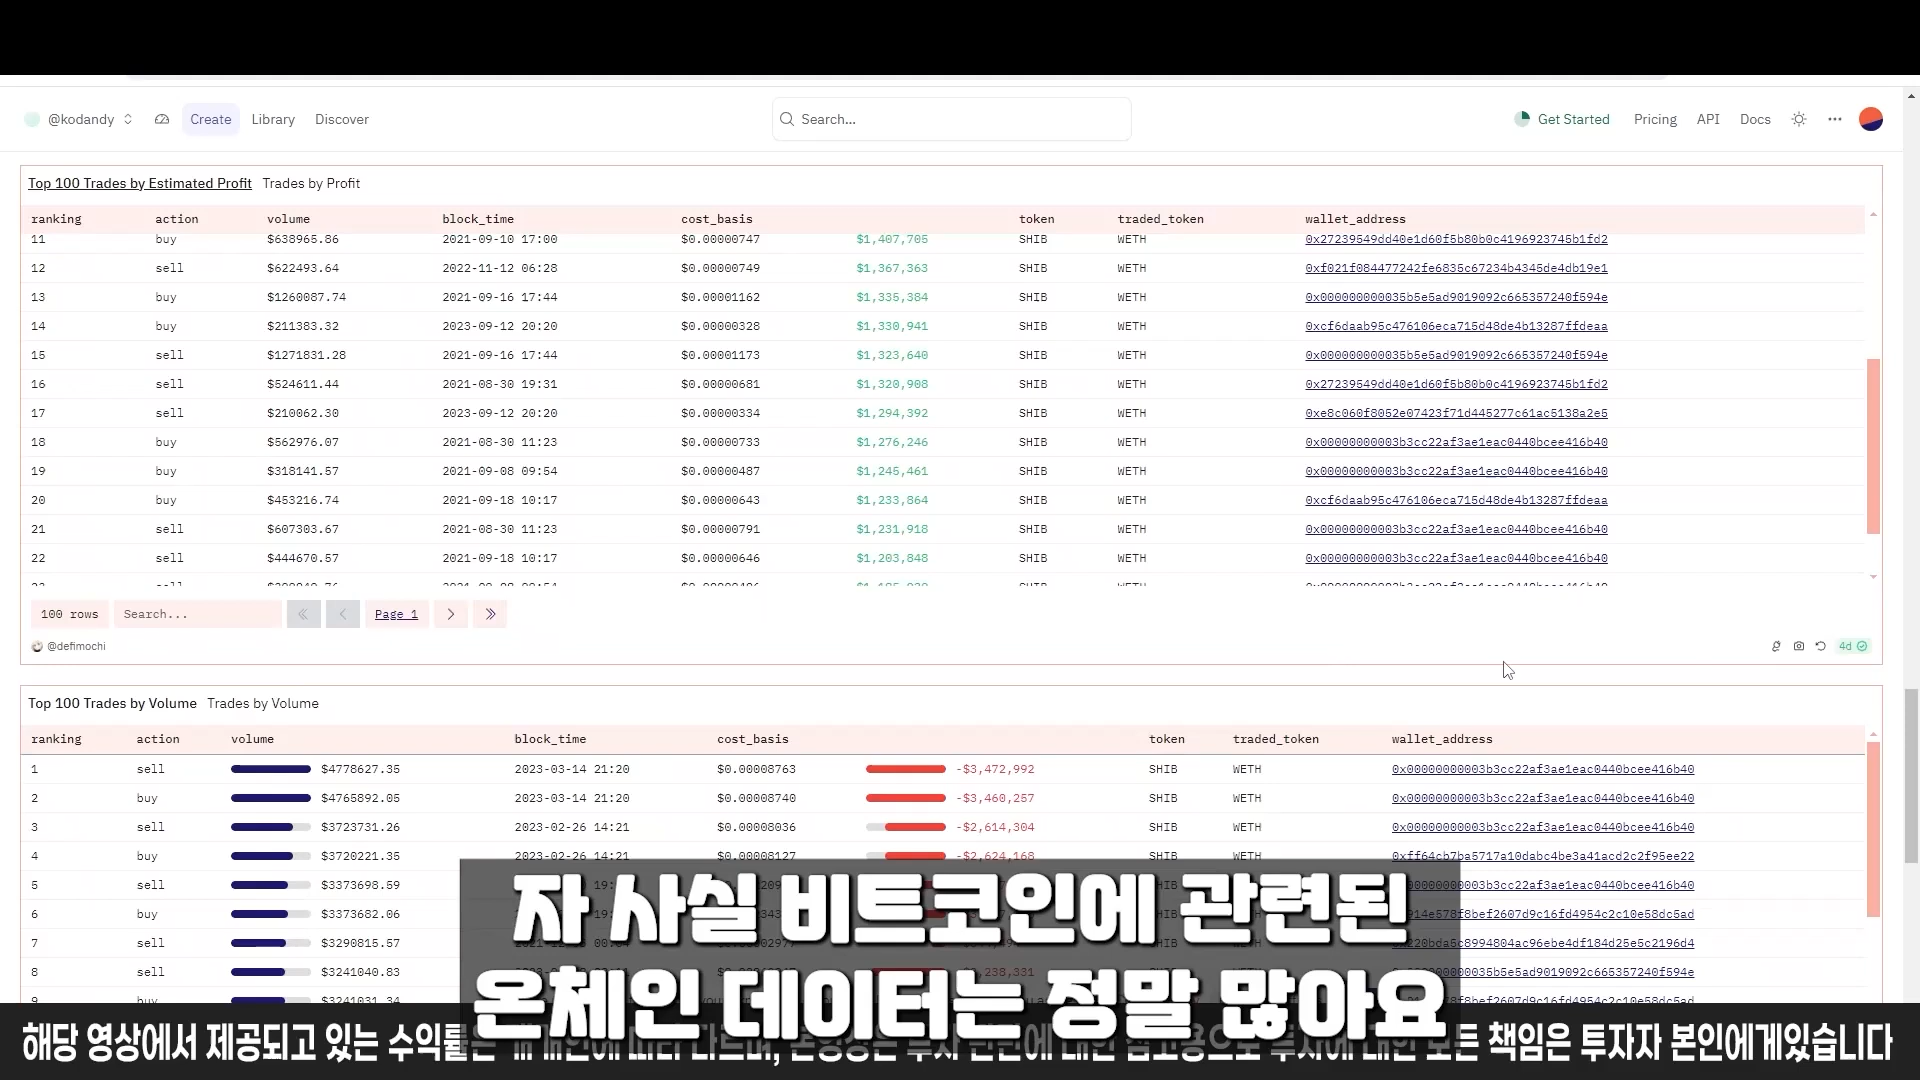 @kodandy Create Library Discover Search... Get Started Pricing API Docs
Top 100 Trades by Estimated Profit Trades by Profit
ranking action volume block_time cost_basis token traded_token wallet_address
11 buy $638965.86 2021-09-10 17:00 $0.00000747 $1,407,705 SHIB WETH 0x27239549dd40e1d60f5b80b0c4196923745b1fd2
12 sell $622493.64 2022-11-12 06:28 $0.00000749 $1,367,363 SHIB WETH 0xf021f084477242fe6835c67234b4345de4db19e1
13 buy $1260087.74 2021-09-16 17:44 $0.00001162 $1,335,384 SHIB WETH 0x000000000035b5e5ad9019092c665357240f594e
14 buy $211383.32 2023-09-12 20:20 $0.00000328 $1,330,941 SHIB WETH 0xcf6daab95c476106eca715d48de4b13287ffdeaa
15 sell $1271831.28 2021-09-16 17:44 $0.00001173 $1,323,640 SHIB WETH 0x000000000035b5e5ad9019092c665357240f594e
16 sell $524611.44 2021-08-30 19:31 $0.00000681 $1,320,908 SHIB WETH 0x27239549dd40e1d60f5b80b0c4196923745b1fd2
17 sell $210062.30 2023-09-12 20:20 $0.00000334 $1,294,392 SHIB WETH 0xe8c060f8052e07423f71d445277c61ac5138a2e5
18 buy $562976.07 2021-08-30 11:23 $0.00000733 $1,276,246 SHIB WETH 0x00000000003b3cc22af3ae1eac0440bcee416b40
19 buy $318141.57 2021-09-08 09:54 $0.00000487 $1,245,461 SHIB WETH 0x00000000003b3cc22af3ae1eac0440bcee416b40
20 buy $453216.74 2021-09-18 10:17 $0.00000643 $1,233,864 SHIB WETH 0xcf6daab95c476106eca715d48de4b13287ffdeaa
21 sell $607303.67 2021-08-30 11:23 $0.00000791 $1,231,918 SHIB WETH 0x00000000003b3cc22af3ae1eac0440bcee416b40
22 sell $444670.57 2021-09-18 10:17 $0.00000646 $1,203,848 SHIB WETH 0x00000000003b3cc22af3ae1eac0440bcee416b40
100 rows Search... Page 1
@defimochi 4d
Top 100 Trades by Volume Trades by Volume
ranking action volume block_time cost_basis token traded_token wallet_address
1 sell $4778627.35 2023-03-14 21:20 $0.00008763 -$3,472,992 SHIB WETH 0x00000000003b3cc22af3ae1eac0440bcee416b40
2 buy $4765892.05 2023-03-14 21:20 $0.00008740 -$3,460,257 SHIB WETH 0x00000000003b3cc22af3ae1eac0440bcee416b40
3 sell $3723731.26 2023-02-26 14:21 $0.00008036 -$2,614,304 SHIB WETH 0x00000000003b3cc22af3ae1eac0440bcee416b40
4 buy $3720221.35 2023-02-26 14:21 $0.00008127 -$2,624,168 SHIB WETH 0xff64cb7ba5717a10dabc4be3a41acd2c2f95ee22
5 sell $3373698.59
6 buy $3373682.06
7 sell $3290815.57
8 sell $3241040.83
9 buy $3241031.34
자 사실 비트코인에 관련된
온체인 데이터는 정말 많아요
해당 영상에서 제공되고 있는 수익률은 책임은 투자자 본인에게있습니다